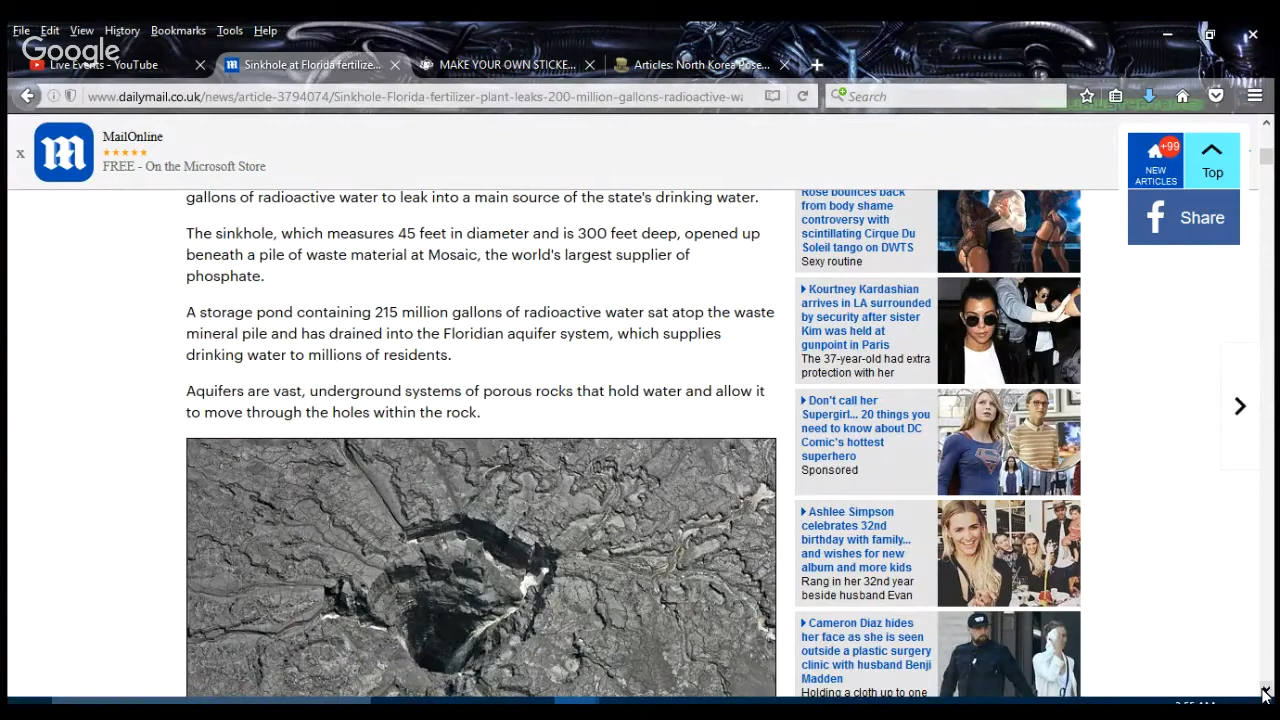 File Edit View History Bookmarks Tools Help
Google
Live Events - YouTube
Sinkhole at Florida fertilize...
MAKE YOUR OWN STICKE...
Articles: North Korea Pose...
www.dailymail.co.uk/news/article-3794074/Sinkhole-Florida-fertilizer-plant-leaks-200-million-gallons-radioactive-wa
Search
x
MailOnline
FREE - On the Microsoft Store
+99
NEW
ARTICLES
Top
Share
gallons of radioactive water to leak into a main source of the state's drinking water.
The sinkhole, which measures 45 feet in diameter and is 300 feet deep, opened up
beneath a pile of waste material at Mosaic, the world's largest supplier of
phosphate.
A storage pond containing 215 million gallons of radioactive water sat atop the waste
mineral pile and has drained into the Floridian aquifer system, which supplies
drinking water to millions of residents.
Aquifers are vast, underground systems of porous rocks that hold water and allow it
to move through the holes within the rock.
Rose bounces back
from body shame
controversy with
scintillating Cirque Du
Soleil tango on DWTS
Sexy routine
Kourtney Kardashian
arrives in LA surrounded
by security after sister
Kim was held at
gunpoint in Paris
The 37-year-old had extra
protection with her
Don't call her
Supergirl... 20 things you
need to know about DC
Comic's hottest
superhero
Sponsored
Ashlee Simpson
celebrates 32nd
birthday with family...
and wishes for new
album and more kids
Rang in her 32nd year
beside husband Evan
Cameron Diaz hides
her face as she is seen
outside a plastic surgery
clinic with husband Benji
Madden
Holding a cloth up to one